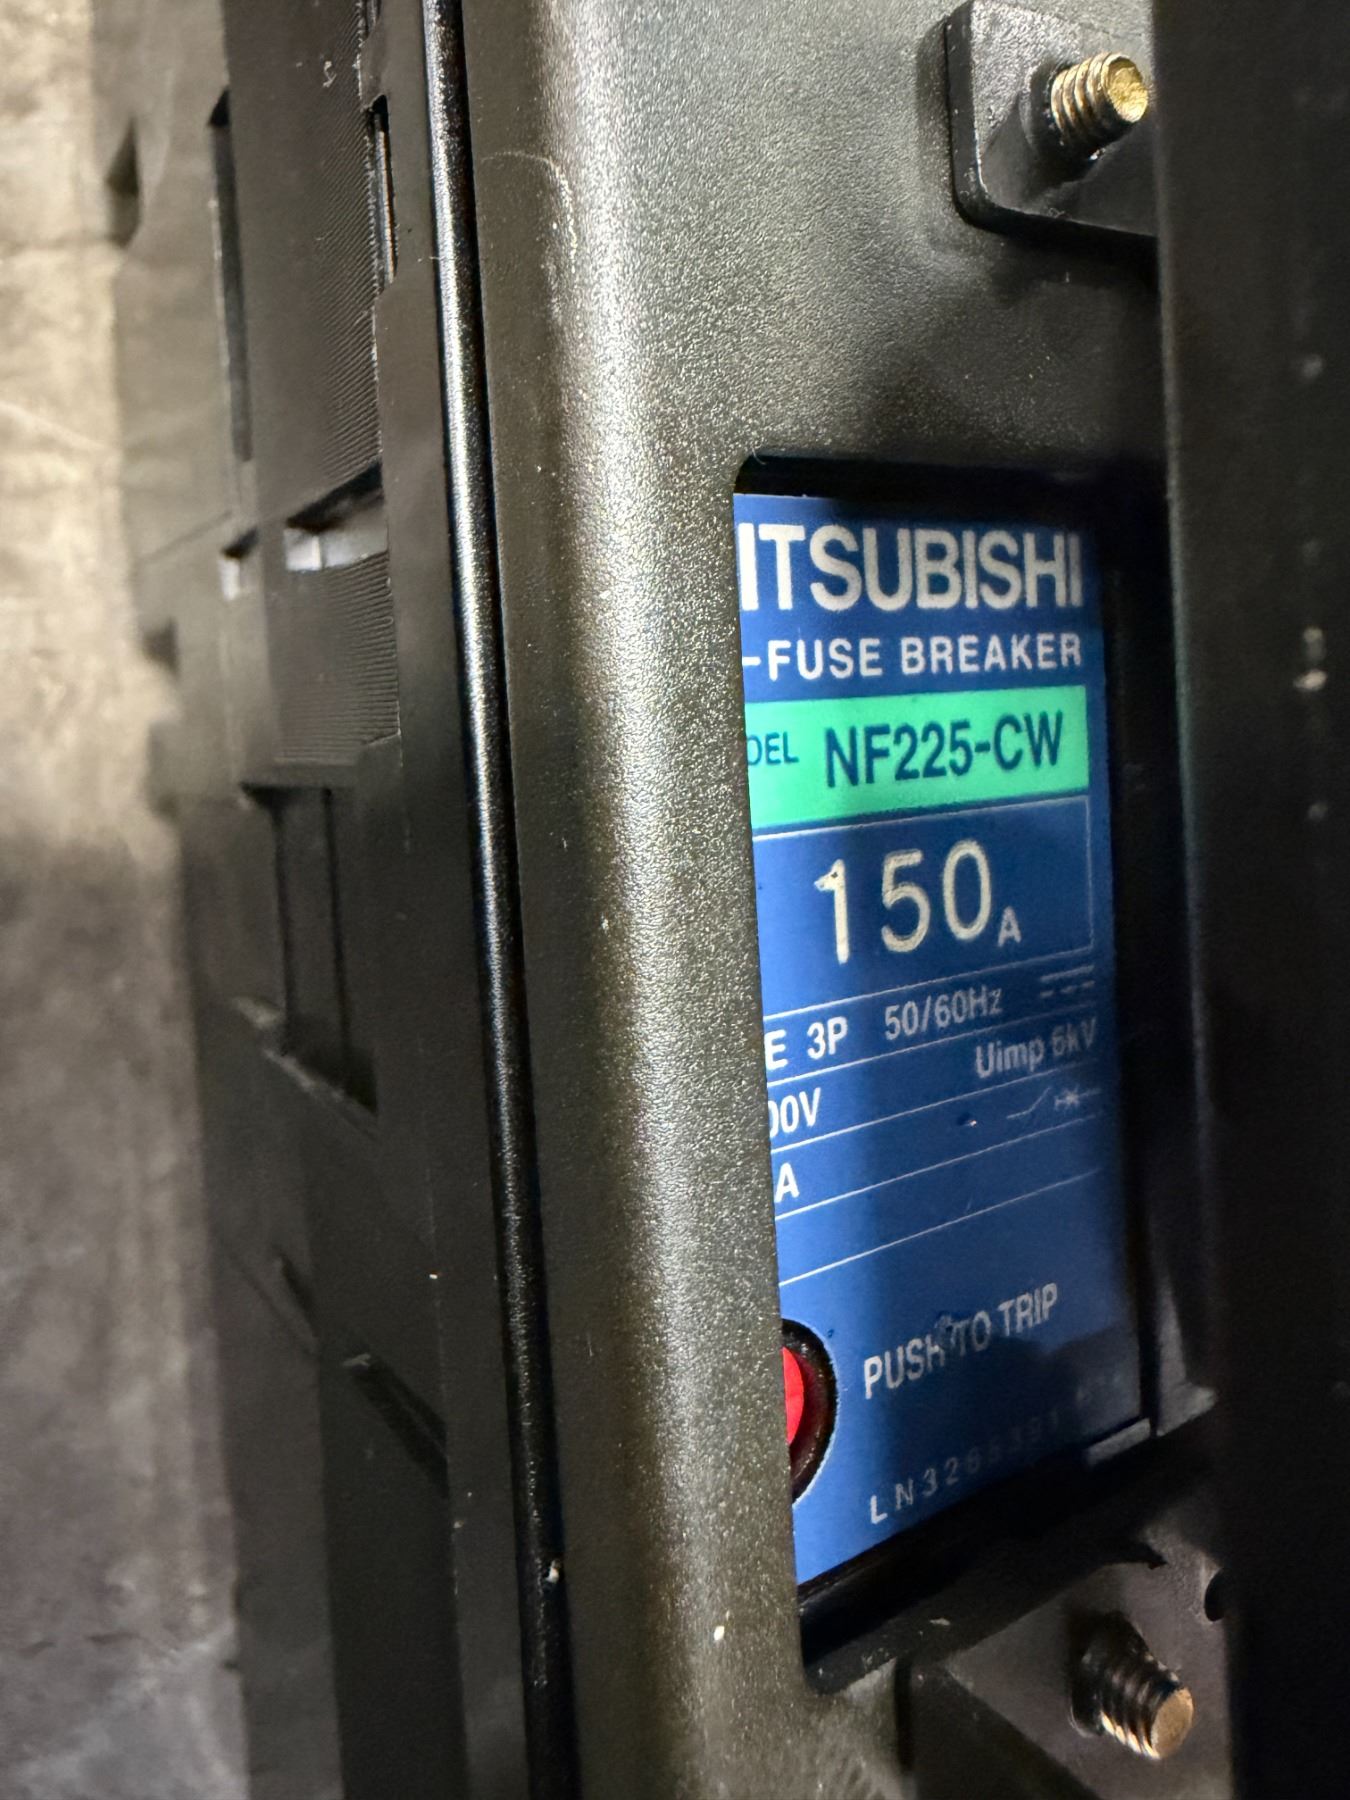 ITSUBISHI
-FUSE BREAKER
DEL NF225-CW
150A
E 3P 50/60Hz
00V Uimp 6kV
A
PUSH TO TRIP